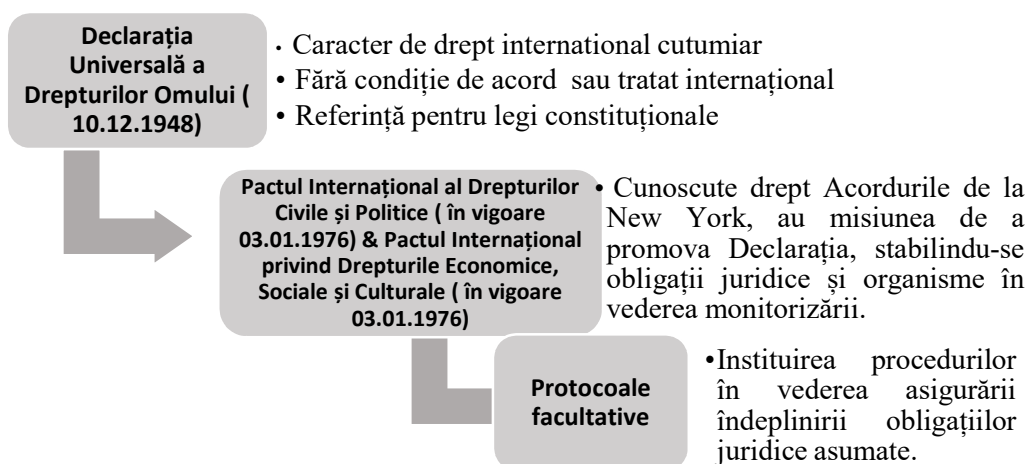 Declarația
Universală a
Drepturilor Omului (
10.12.1948)
• Caracter de drept international cutumiar
• Fără condiție de acord sau tratat internațional
• Referință pentru legi constituționale
Pactul Internațional al Drepturilor
Civile și Politice ( în vigoare
03.01.1976) & Pactul Internațional
privind Drepturile Economice,
Sociale și Culturale ( în vigoare
03.01.1976)
• Cunoscute drept Acordurile de la
New York, au misiunea de a
promova Declarația, stabilindu-se
obligații juridice și organisme în
vederea monitorizării.
Protocoale
facultative
•Instituirea procedurilor
în vederea asigurării
îndeplinirii obligațiilor
juridice asumate.